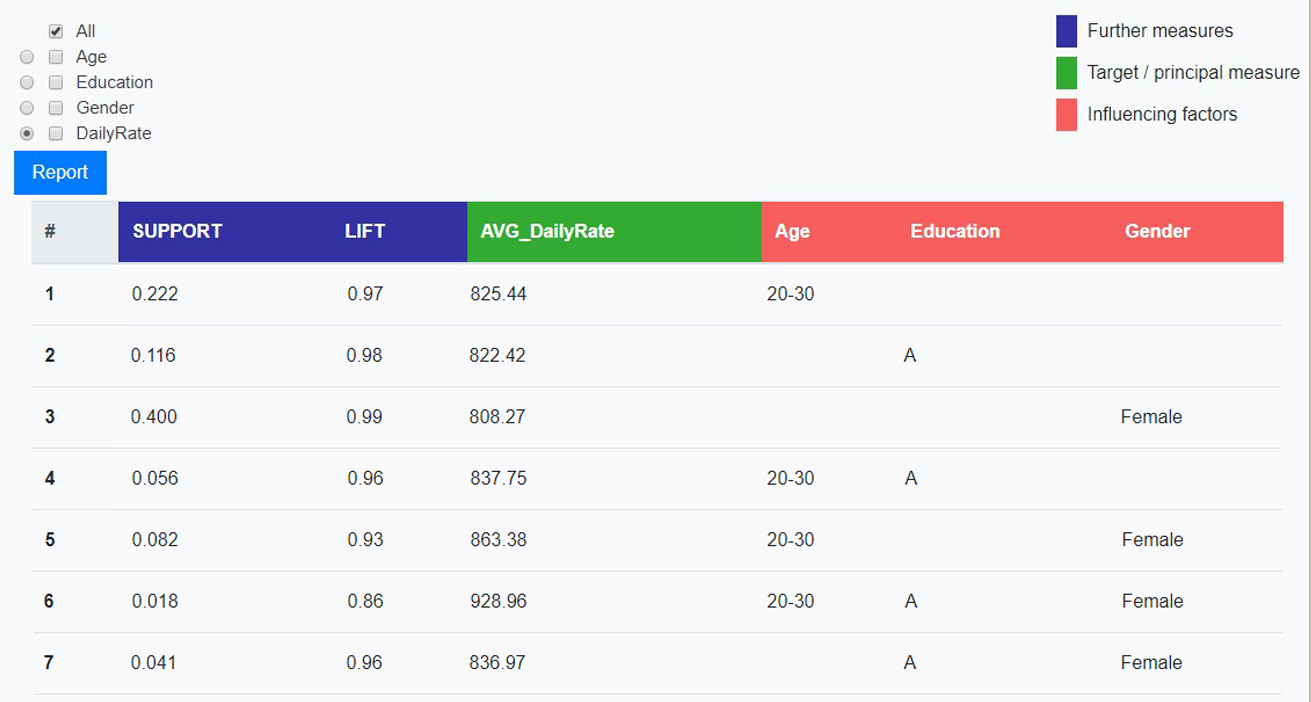 All
Age
Education
Gender
DailyRate
Report
Further measures
Target / principal measure
Influencing factors
# SUPPORT LIFT AVG_DailyRate Age Education Gender
1 0.222 0.97 825.44 20-30
2 0.116 0.98 822.42 A
3 0.400 0.99 808.27 Female
4 0.056 0.96 837.75 20-30 A
5 0.082 0.93 863.38 20-30 Female
6 0.018 0.86 928.96 20-30 A Female
7 0.041 0.96 836.97 A Female